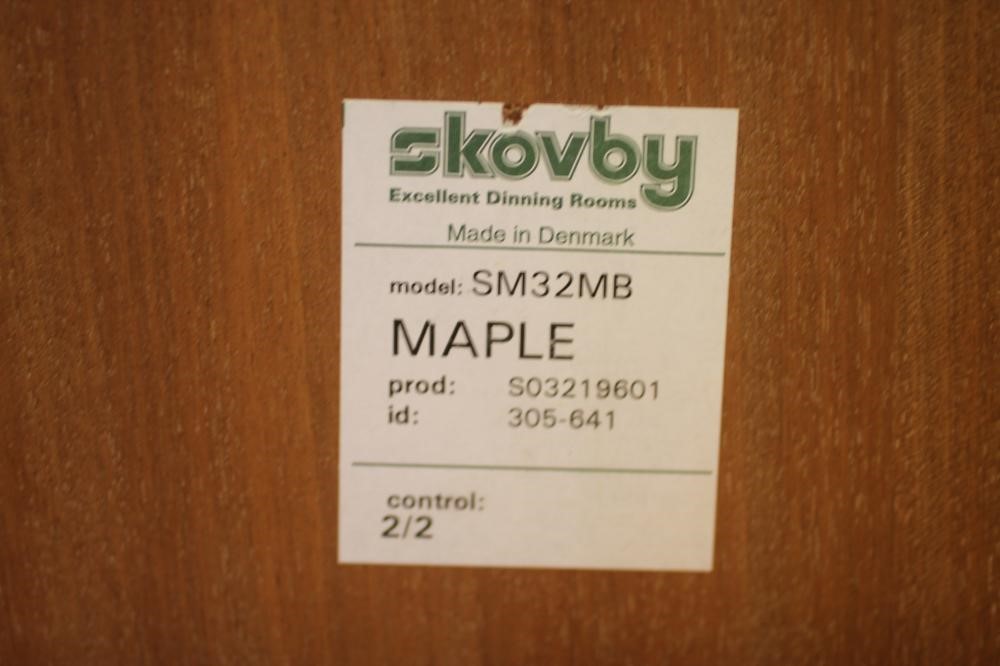 skovby
Excellent Dinning Rooms
Made in Denmark
model: SM32MB
MAPLE
prod: S03219601
id: 305-641
control:
2/2